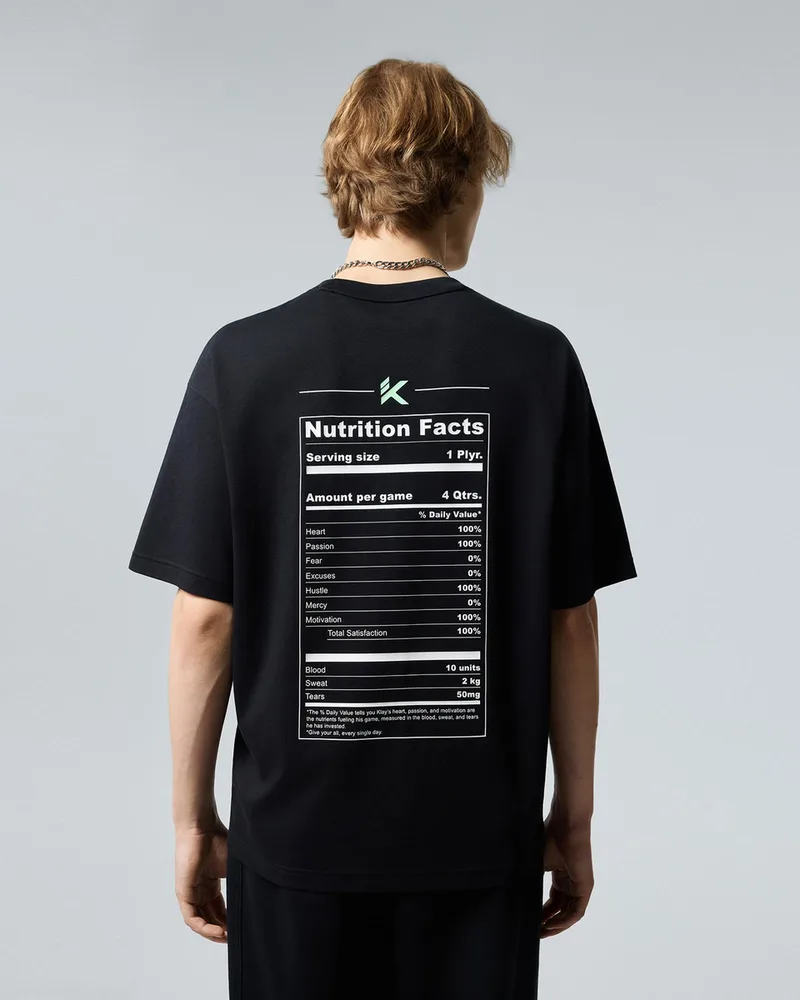 K
Nutrition Facts
Serving size 1 Plyr.
Amount per game 4 Qtrs.
% Daily Value*
Heart 100%
Passion 100%
Fear 0%
Excuses 0%
Hustle 100%
Mercy 0%
Motivation 100%
Total Satisfaction 100%
Blood 10 units
Sweat 2 kg
Tears 50mg
*The % Daily Value tells you Klay's heart, passion, and motivation are
the nutrients fueling his game, measured in the blood, sweat, and tears
he has invested.
*Give your all, every single day.